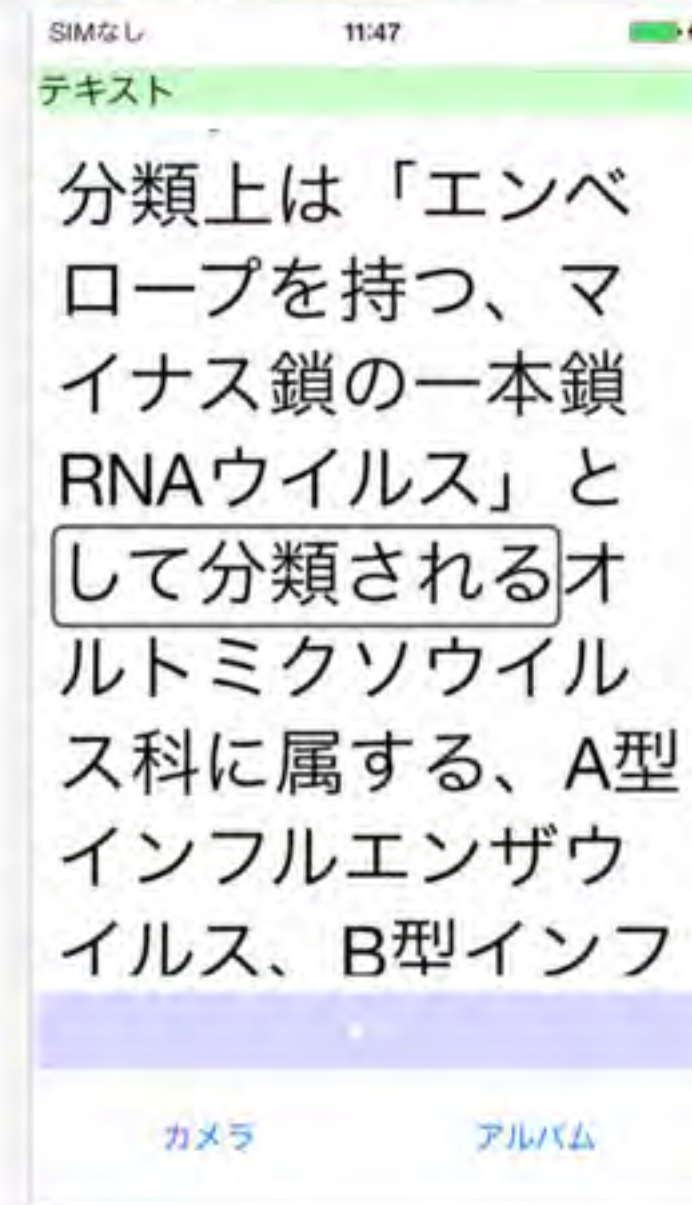 SIMなし 11:47
テキスト
分類上は「エンベ
ロープを持つ、マ
イナス鎖の一本鎖
RNAウイルス」と
して分類されるオ
ルトミクソウイル
ス科に属する、A型
インフルエンザウ
イルス、B型インフ
カメラ アルバム